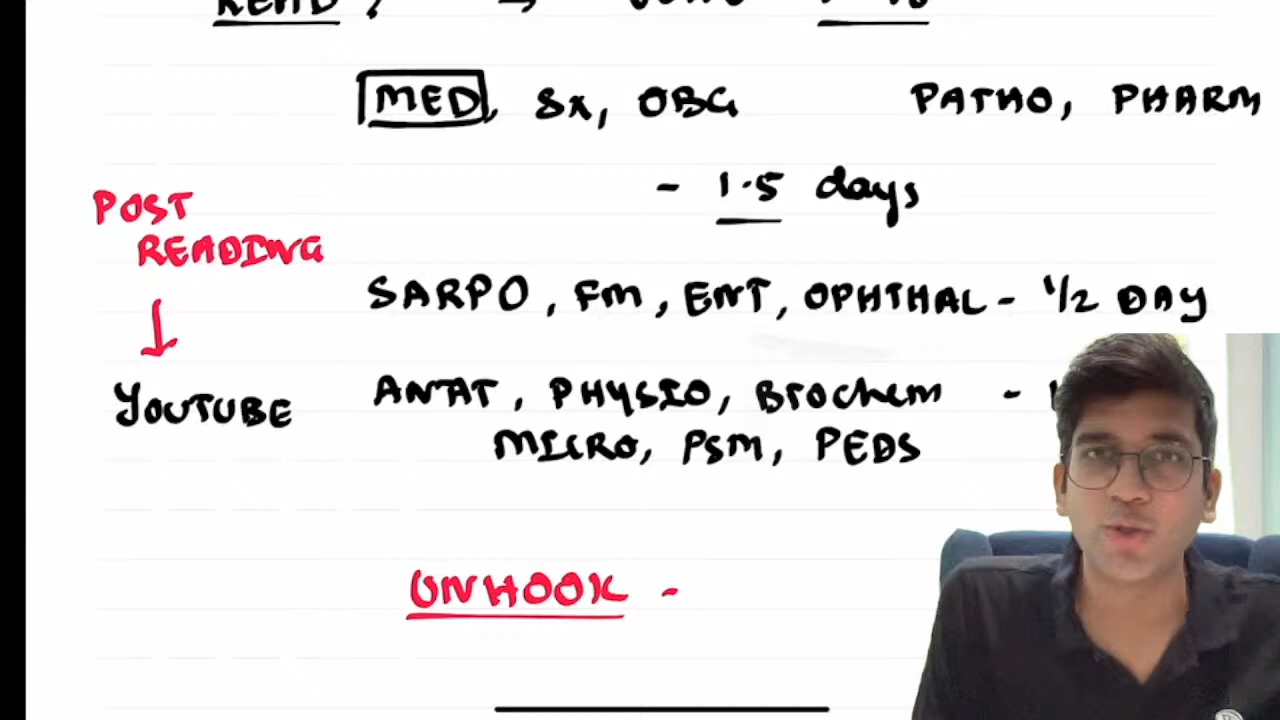 READ ?
MED, Sx, OBG PATHO, PHARM
- 1.5 days
POST
READING
SARPO, FM, ENT, OPHTHAL - 1/2 DAY
YOUTUBE
ANAT, PHYSIO, Biochem -
MICRO, PSM, PEDS
UNHOOK -